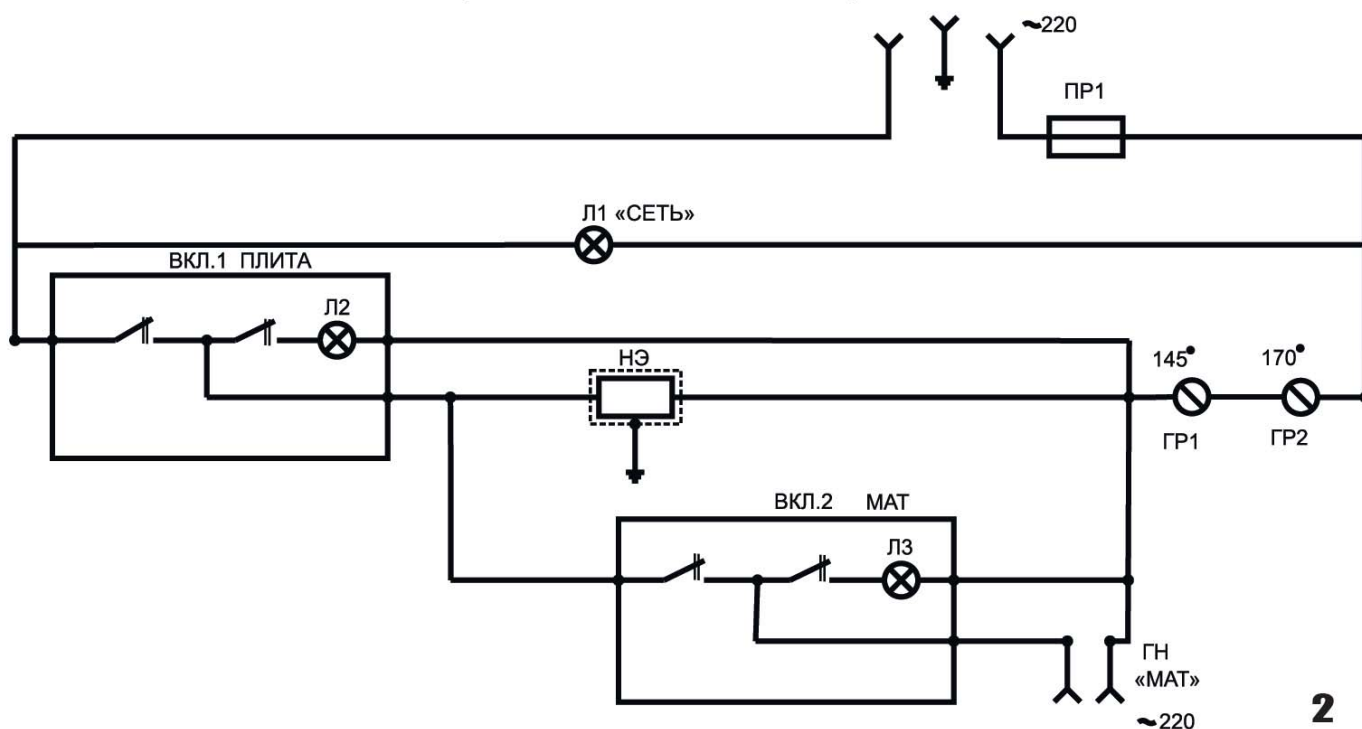 ~220
ПР1
Л1 «СЕТЬ»
ВКЛ.1 ПЛИТА
Л2
НЭ
145°
170°
ГР1
ГР2
ВКЛ.2 МАТ
Л3
ГН
«МАТ»
~220
2